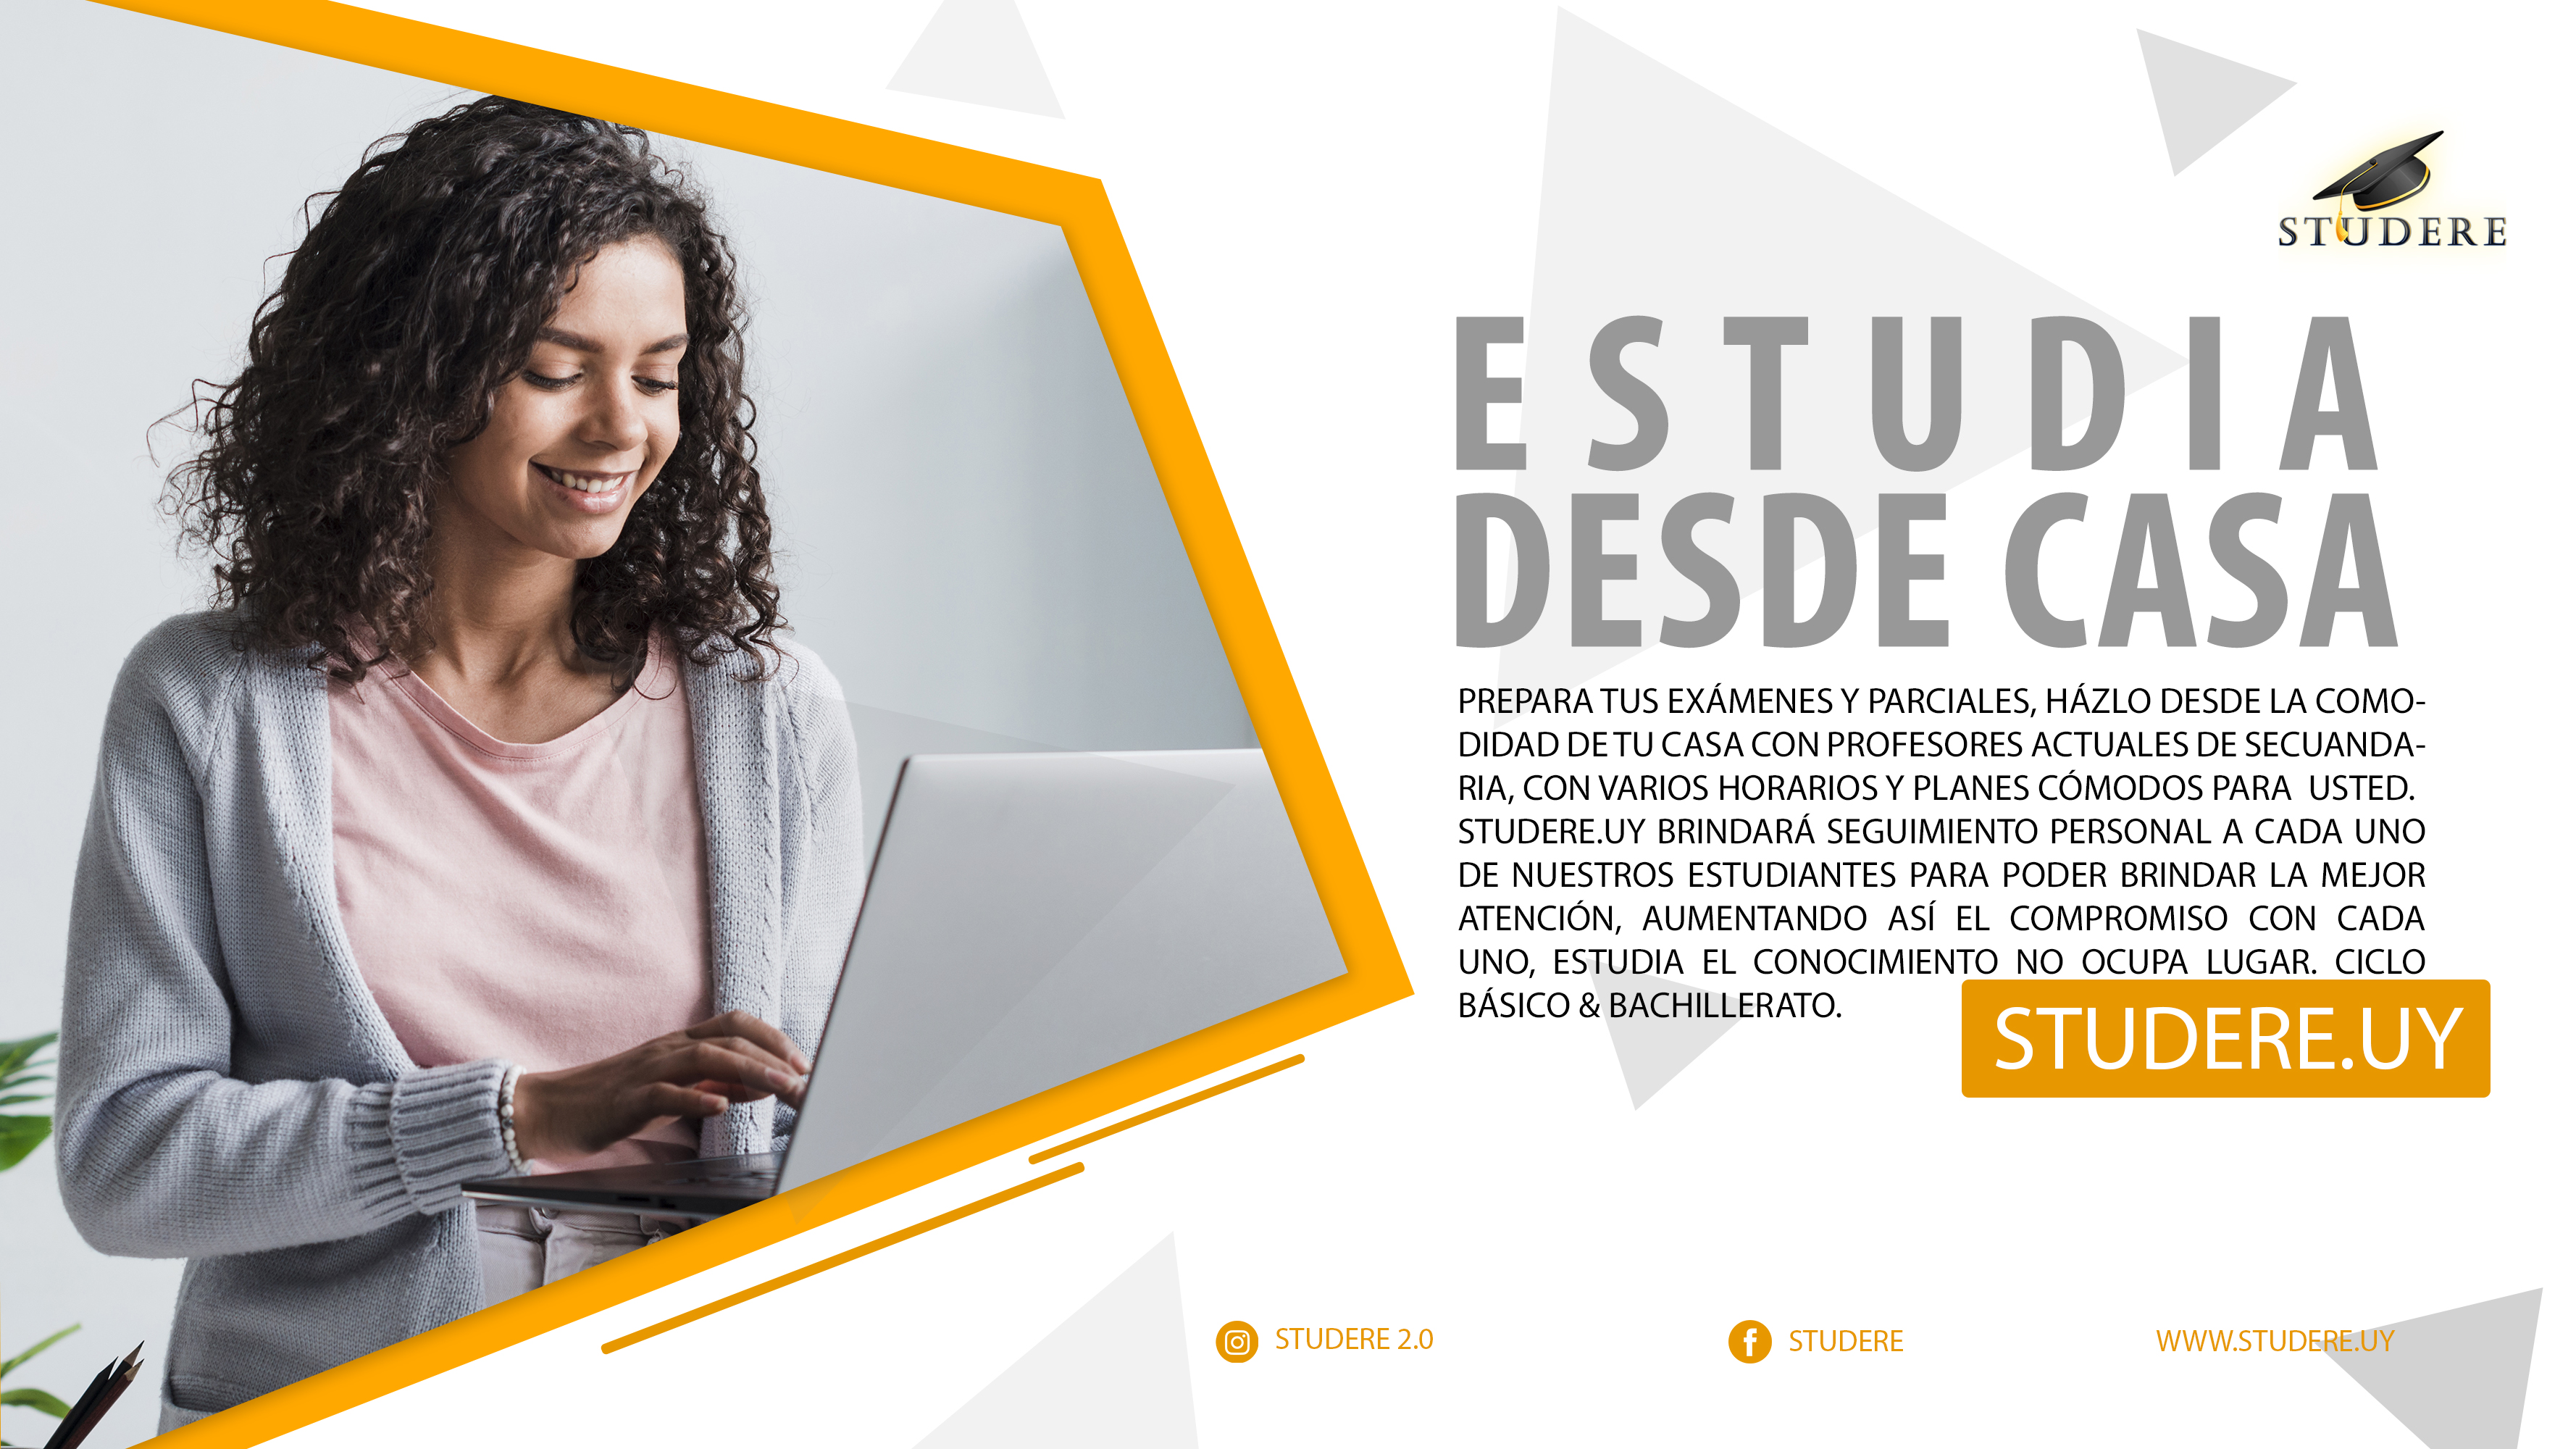 STUDERE
ESTUDIA
DESDE CASA
PREPARA TUS EXÁMENES Y PARCIALES, HÁZLO DESDE LA COMO-
DIDAD DE TU CASA CON PROFESORES ACTUALES DE SECUANDA-
RIA, CON VARIOS HORARIOS Y PLANES CÓMODOS PARA USTED.
STUDERE.UY BRINDARÁ SEGUIMIENTO PERSONAL A CADA UNO
DE NUESTROS ESTUDIANTES PARA PODER BRINDAR LA MEJOR
ATENCIÓN, AUMENTANDO ASÍ EL COMPROMISO CON CADA
UNO, ESTUDIA EL CONOCIMIENTO NO OCUPA LUGAR. CICLO
BÁSICO & BACHILLERATO.
STUDERE.UY
STUDERE 2.0
STUDERE
WWW.STUDERE.UY